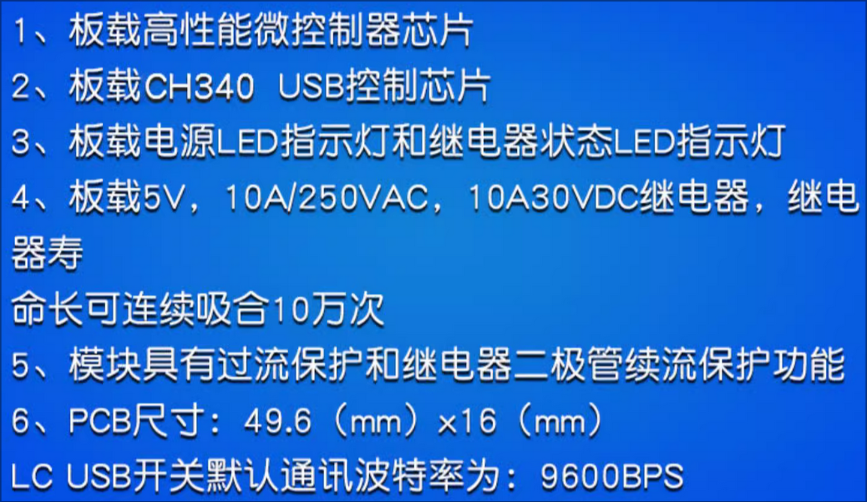 1、板载高性能微控制器芯片
2、板载CH340 USB控制芯片
3、板载电源LED指示灯和继电器状态LED指示灯
4、板载5V，10A/250VAC，10A30VDC继电器，继电
器寿
命长可连续吸合10万次
5、模块具有过流保护和继电器二极管续流保护功能
6、PCB尺寸：49.6（mm）x16（mm）
LC USB开关默认通讯波特率为：9600BPS